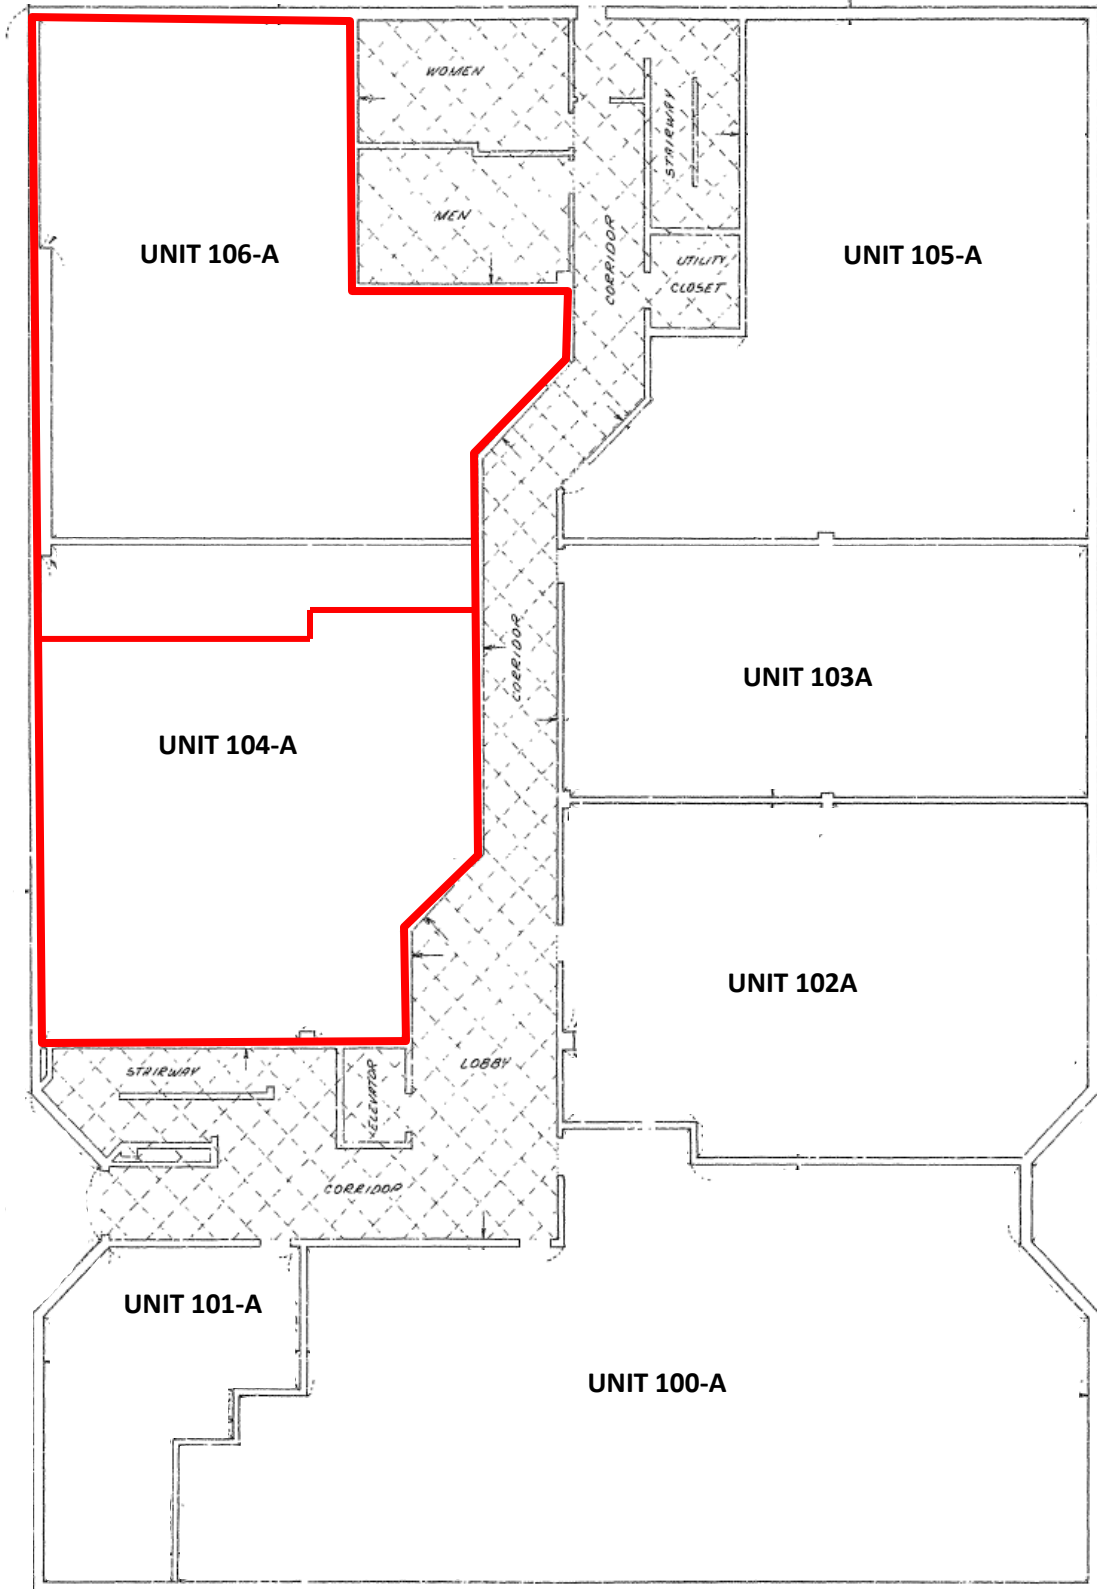 WOMEN
STAIRWAY
MEN
CORRIDOR
UNIT 106-A
UNIT 105-A
UTILITY
CLOSET
CORRIDOR
UNIT 103A
UNIT 104-A
UNIT 102A
LOBBY
STAIRWAY
ELEVATOR
CORRIDOR
UNIT 101-A
UNIT 100-A